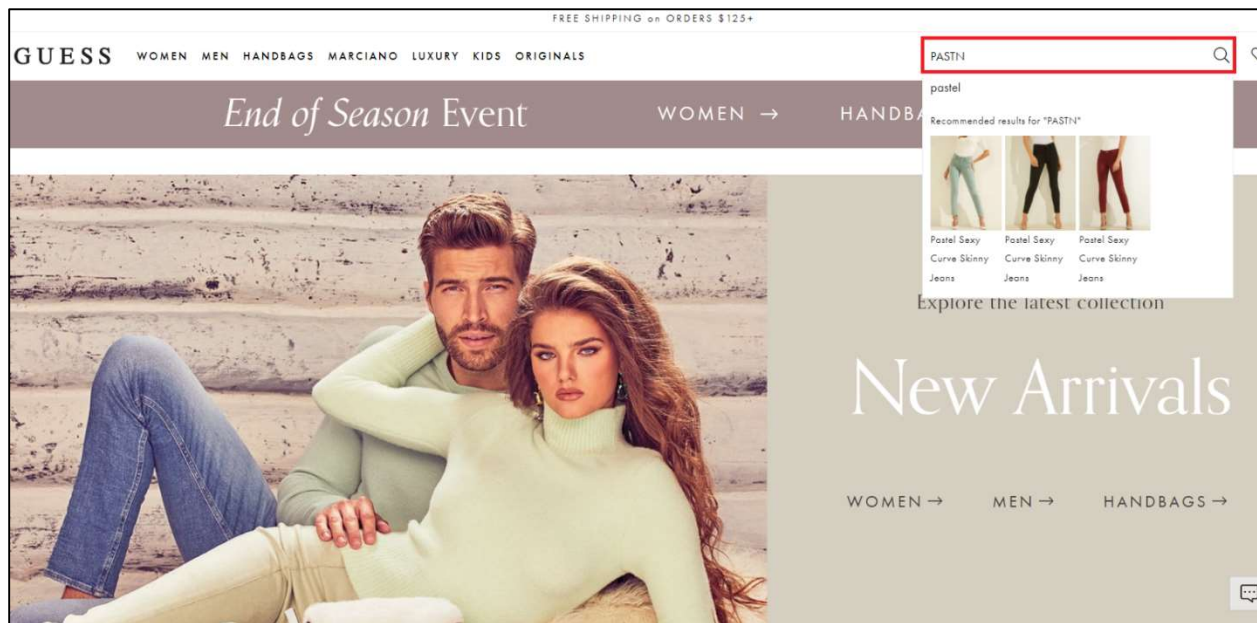 FREE SHIPPING on ORDERS $125+
GUESS WOMEN MEN HANDBAGS MARCIANO LUXURY KIDS ORIGINALS
PASTN
pastel
Recommended results for "PASTN"
Pastel Sexy Curve Skinny Jeans
Pastel Sexy Curve Skinny Jeans
Pastel Sexy Curve Skinny Jeans
End of Season Event WOMEN → HANDBA
Explore the latest collection
New Arrivals
WOMEN → MEN → HANDBAGS →